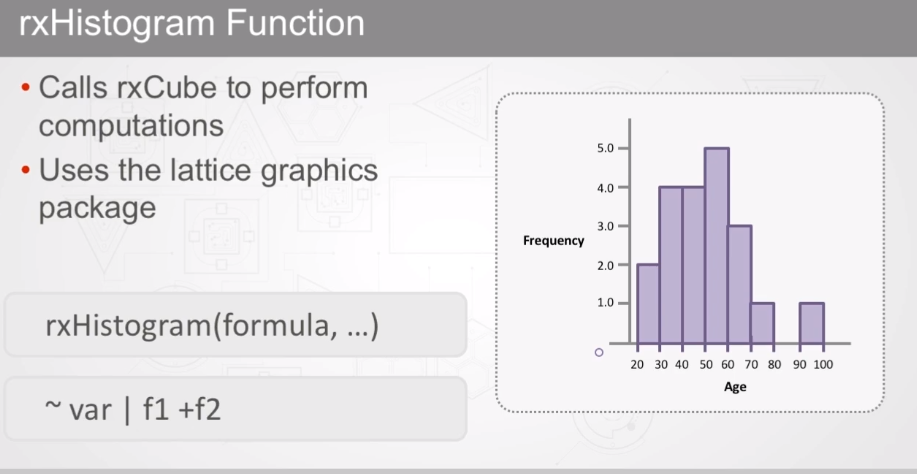 rxHistogram Function
• Calls rxCube to perform
computations
• Uses the lattice graphics
package
rxHistogram(formula, ...)
~ var | f1 +f2
5.0
4.0
3.0
2.0
1.0
Frequency
20 30 40 50 60 70 80 90 100
Age